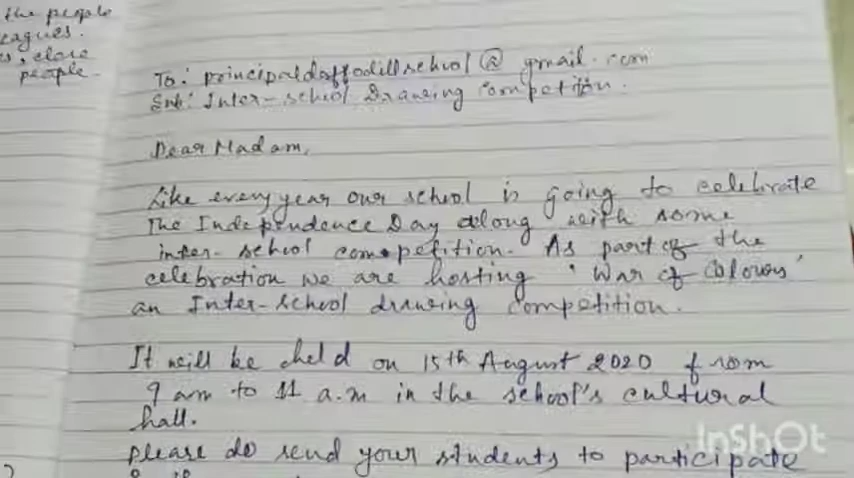 the people
eagues.
s, close
people.
To: principaldaffodillschool@gmail.com
Sub: Inter-school Drawing Competition.
Dear Madam,
Like every year our school is going to celebrate
The Independence Day along with some
inter-school competition. As part of the
celebration we are hosting 'War of Colours'
an Inter-school drawing competition.
It will be held on 15th August 2020 from
9 am to 11 a.m in the school's cultural
hall.
Please do send your students to participate
InShOt